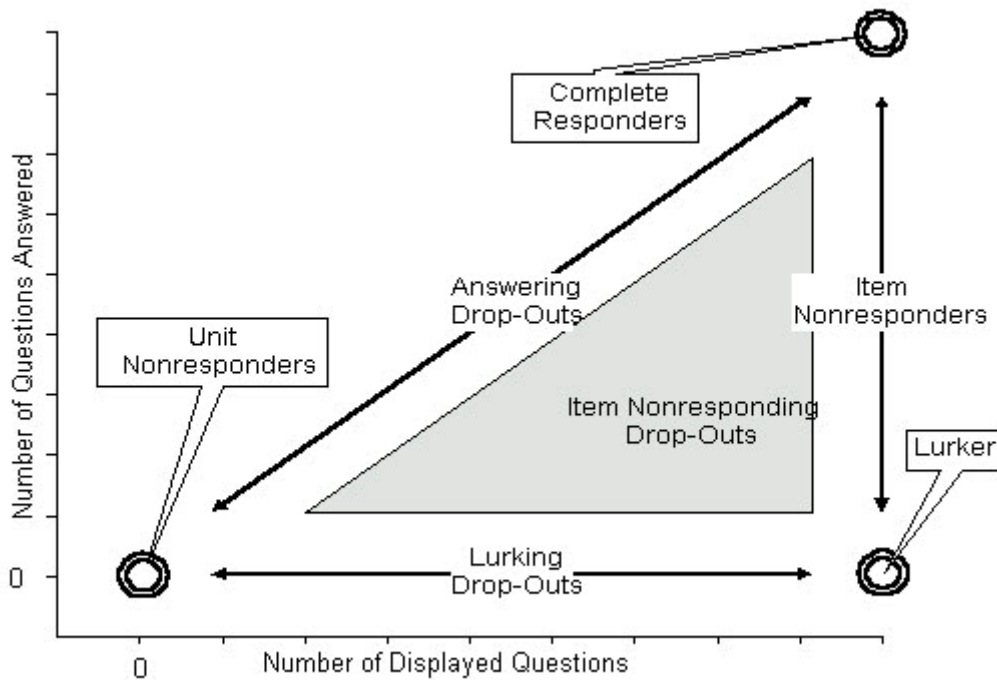 Complete
Responders
Number of Questions Answered
Answering
Drop-Outs
Item
Nonresponders
Unit
Nonresponders
Item Nonresponding
Drop-Outs
Lurker
0
Lurking
Drop-Outs
0
Number of Displayed Questions